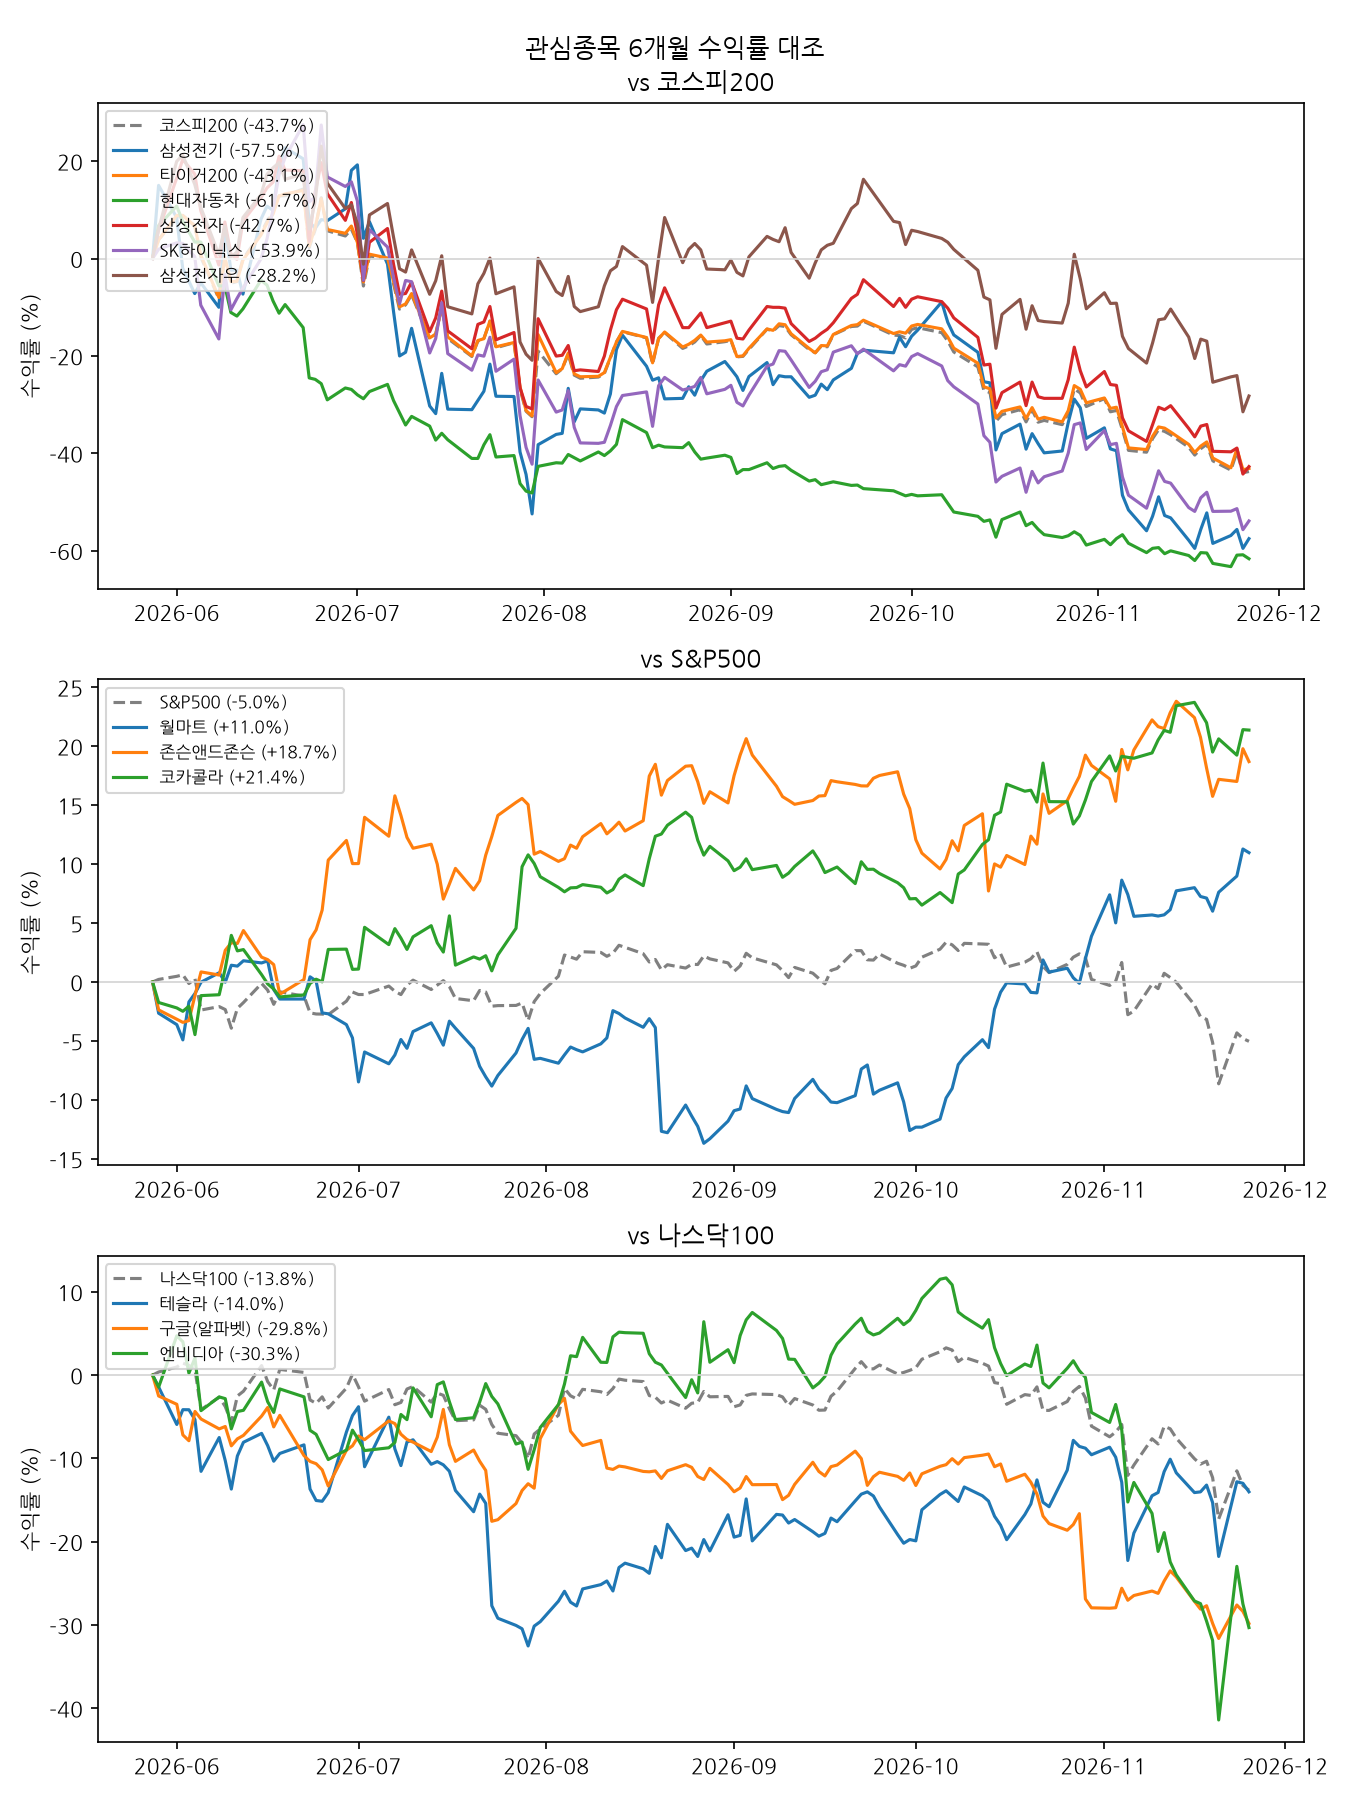 관심종목 6개월 수익률 대조
vs 코스피200
코스피200 (-43.7%)
삼성전기 (-57.5%)
타이거200 (-43.1%)
현대자동차 (-61.7%)
삼성전자 (-42.7%)
SK하이닉스 (-53.9%)
삼성전자우 (-28.2%)
수익률 (%)
20
0
-20
-40
-60
2026-06 2026-07 2026-08 2026-09 2026-10 2026-11 2026-12
vs S&P500
S&P500 (-5.0%)
월마트 (+11.0%)
존슨앤드존슨 (+18.7%)
코카콜라 (+21.4%)
수익률 (%)
25
20
15
10
5
0
-5
-10
-15
2026-06 2026-07 2026-08 2026-09 2026-10 2026-11 2026-12
vs 나스닥100
나스닥100 (-13.8%)
테슬라 (-14.0%)
구글(알파벳) (-29.8%)
엔비디아 (-30.3%)
수익률 (%)
10
0
-10
-20
-30
-40
2026-06 2026-07 2026-08 2026-09 2026-10 2026-11 2026-12